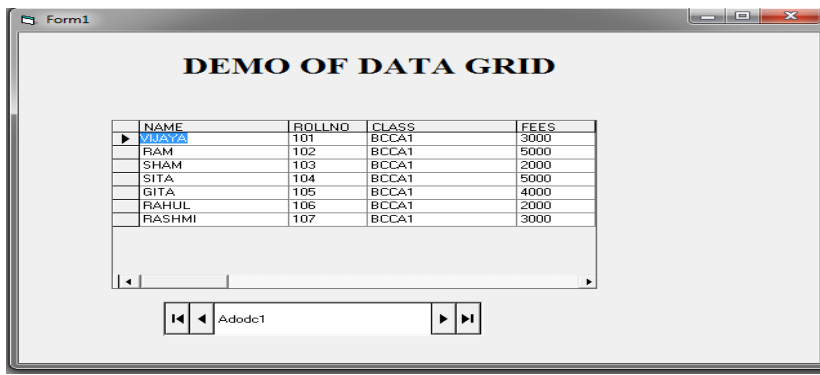 Form1
DEMO OF DATA GRID
NAME ROLLNO CLASS FEES
VIJAYA 101 BCCA1 3000
RAM 102 BCCA1 5000
SHAM 103 BCCA1 2000
SITA 104 BCCA1 5000
GITA 105 BCCA1 4000
RAHUL 106 BCCA1 2000
RASHMI 107 BCCA1 3000
Adodc1